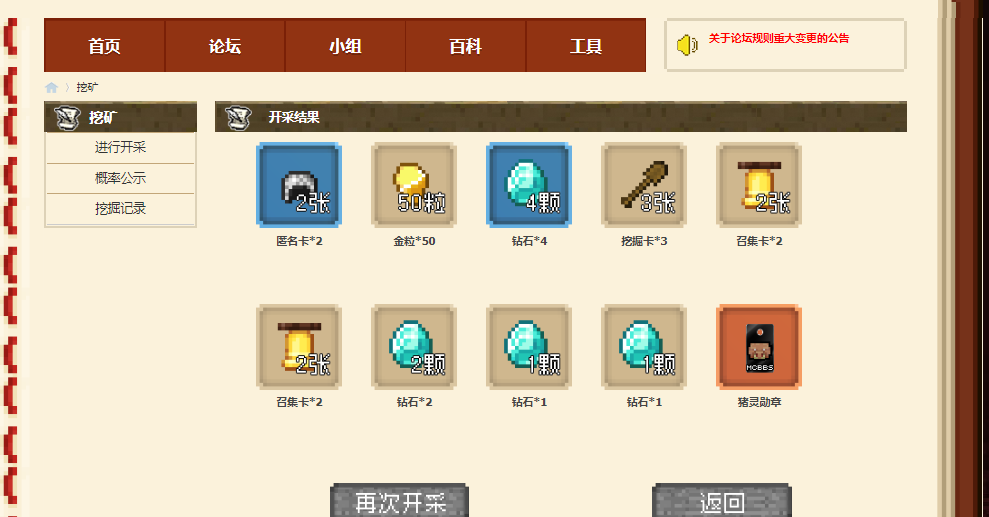 首页 论坛 小组 百科 工具
关于论坛规则重大变更的公告
挖矿
挖矿
进行开采
概率公示
挖掘记录
开采结果
2张 50粒 4颗 3张 2张
匿名卡*2 金粒*50 钻石*4 挖掘卡*3 召集卡*2
2张 2颗 1颗 1颗 MCBBS
召集卡*2 钻石*2 钻石*1 钻石*1 猪灵勋章
再次开采 返回